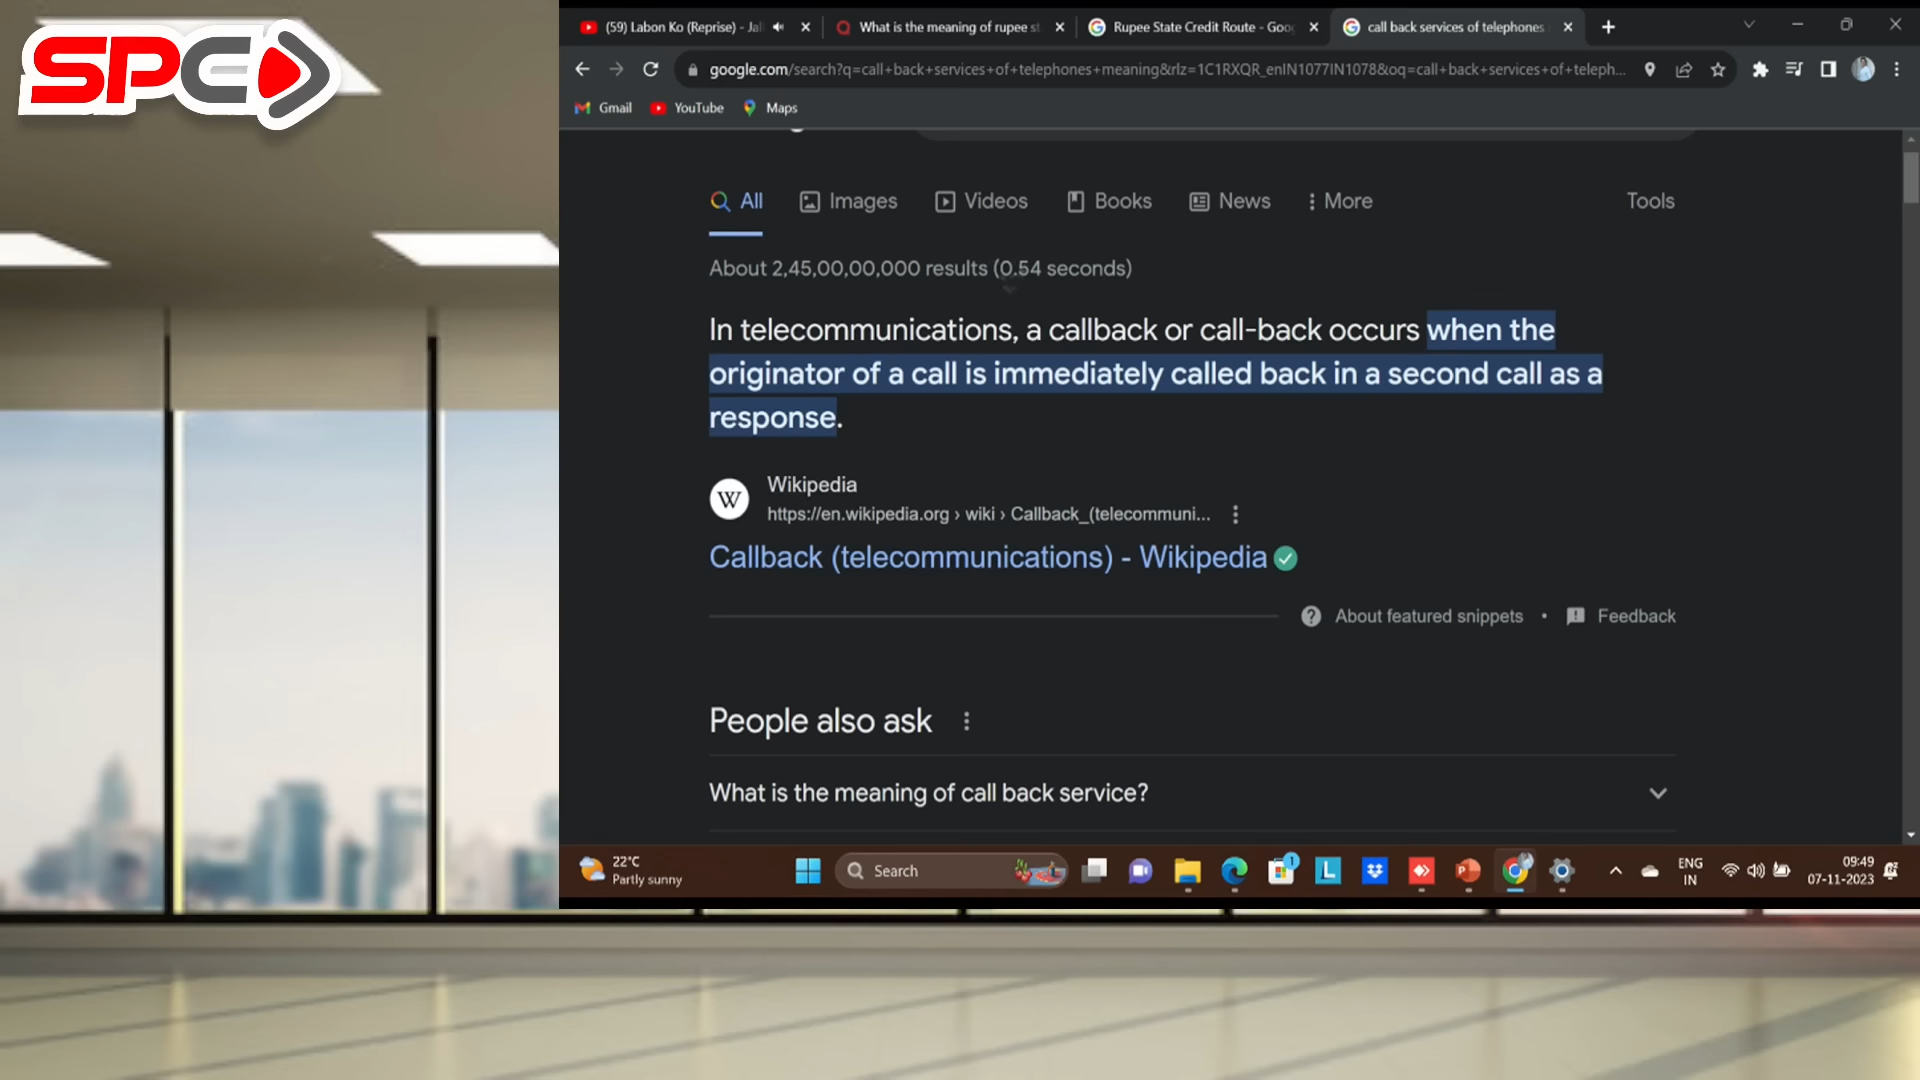 SPE
(59) Labon Ko (Reprise) - Jal
What is the meaning of rupee st
Rupee State Credit Route - Goo
call back services of telephones
google.com/search?q=call+back+services+of+telephones+meaning&rlz=1C1RXQR_enIN1077IN1078&oq=call+back+services+of+teleph...
Gmail YouTube Maps
All Images Videos Books News More Tools
About 2,45,00,00,000 results (0.54 seconds)
In telecommunications, a callback or call-back occurs when the
originator of a call is immediately called back in a second call as a
response.
W
Wikipedia
https://en.wikipedia.org › wiki › Callback_(telecommuni...
Callback (telecommunications) - Wikipedia
About featured snippets • Feedback
People also ask
What is the meaning of call back service?
22°C
Partly sunny
Search
1
L
P
ENG
IN
09:49
07-11-2023